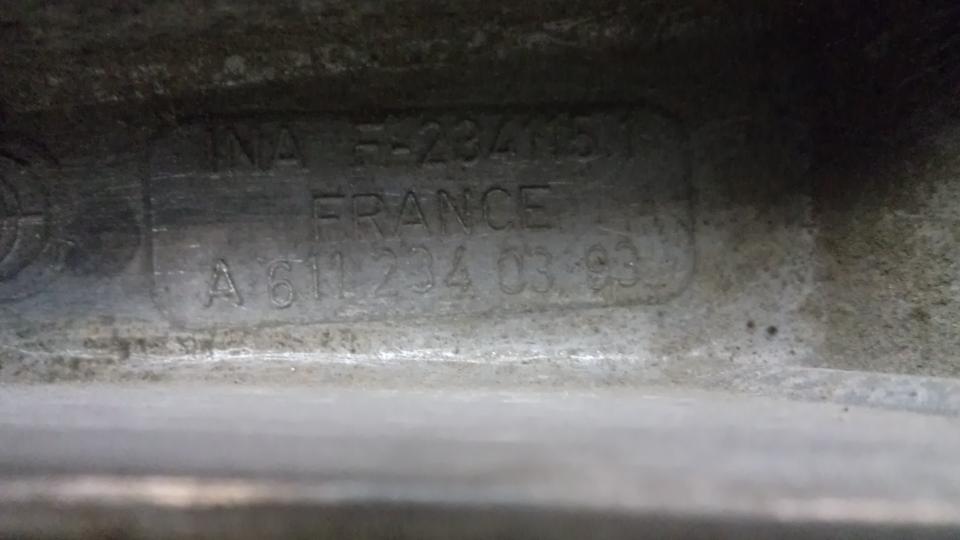 INA F-234115.1
FRANCE
A 611 234 03 93